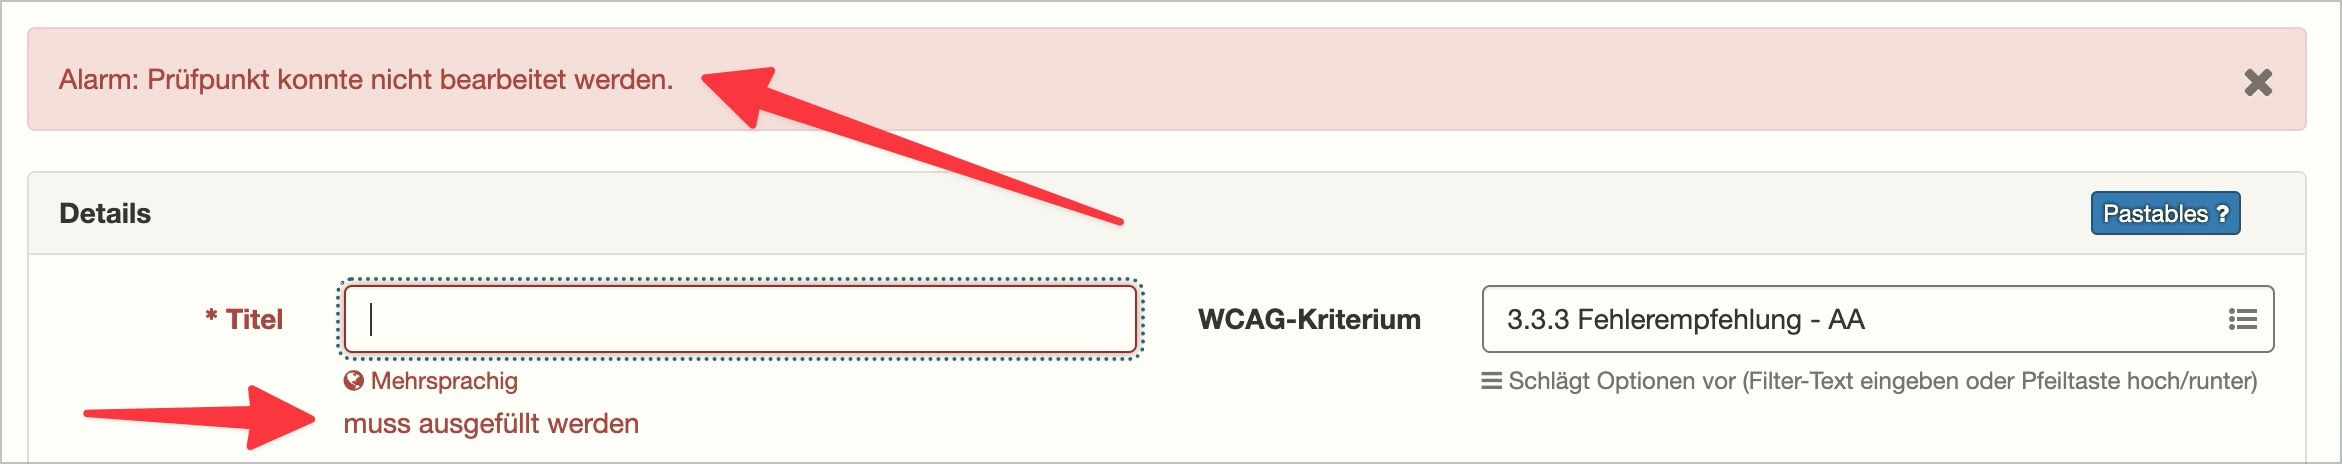 Alarm: Prüfpunkt konnte nicht bearbeitet werden.
Details
Pastables ?
* Titel
WCAG-Kriterium
3.3.3 Fehlerempfehlung - AA
Mehrsprachig
Schlägt Optionen vor (Filter-Text eingeben oder Pfeiltaste hoch/runter)
muss ausgefüllt werden